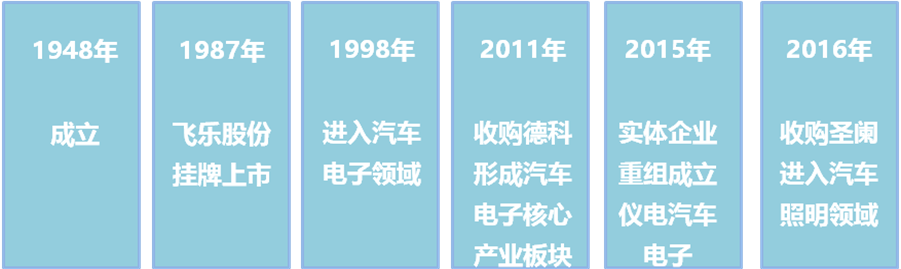 1948年
成立
1987年
飞乐股份
挂牌上市
1998年
进入汽车
电子领域
2011年
收购德科
形成汽车
电子核心
产业板块
2015年
实体企业
重组成立
仪电汽车
电子
2016年
收购圣阑
进入汽车
照明领域